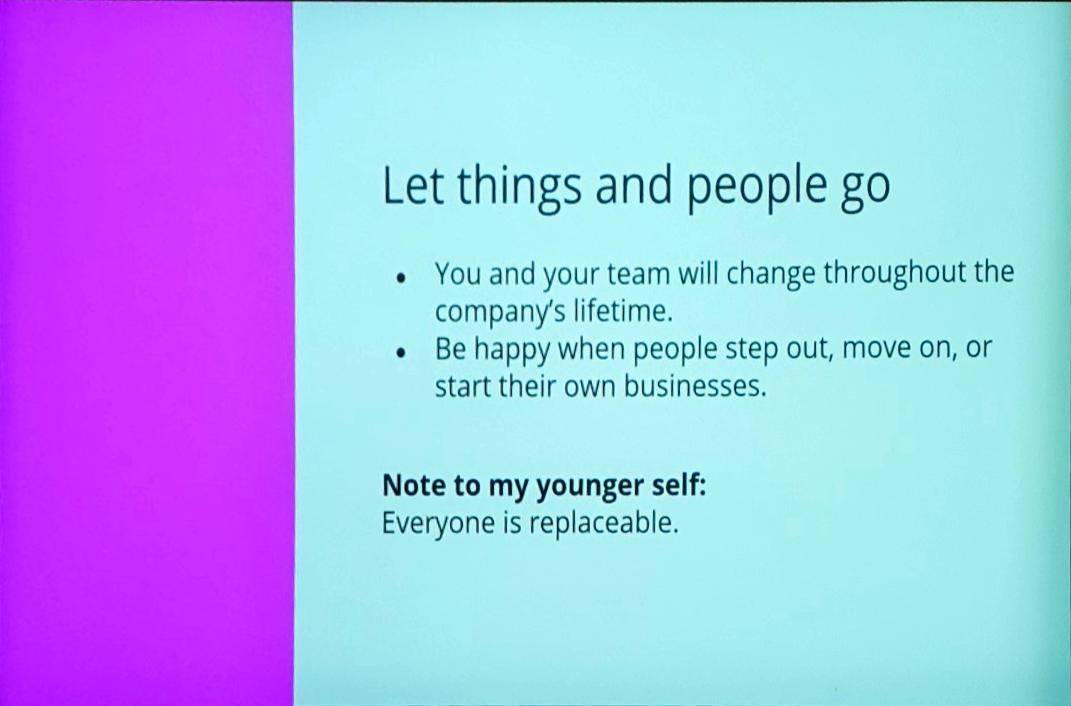 Let things and people go
• You and your team will change throughout the
company's lifetime.
• Be happy when people step out, move on, or
start their own businesses.
Note to my younger self:
Everyone is replaceable.